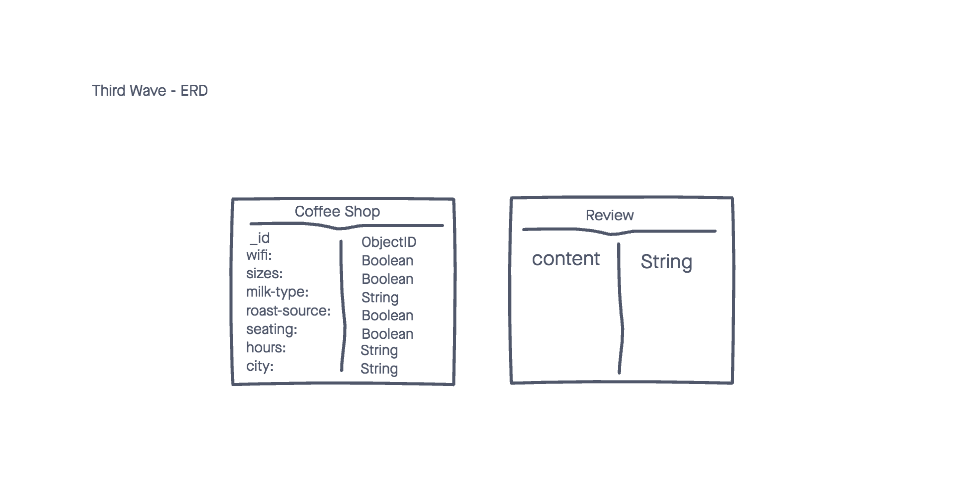 Third Wave - ERD
Coffee Shop
_id ObjectID
wifi: Boolean
sizes: Boolean
milk-type: String
roast-source: Boolean
seating: Boolean
hours: String
city: String
Review
content String